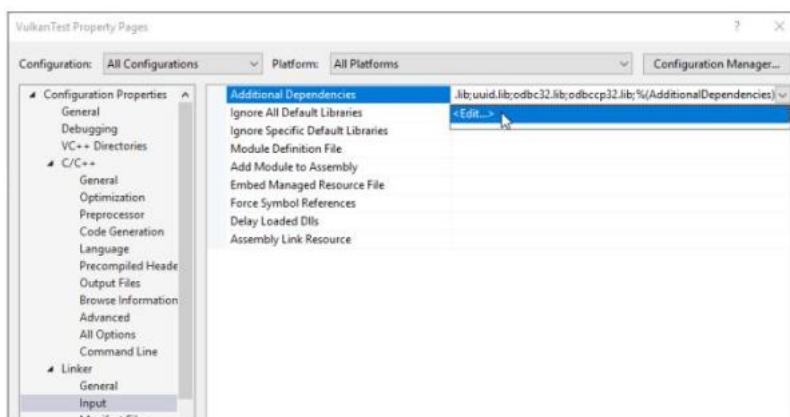 VulkanTest Property Pages
? ×
Configuration: All Configurations Platform: All Platforms Configuration Manager...
Configuration Properties
General
Debugging
VC++ Directories
C/C++
General
Optimization
Preprocessor
Code Generation
Language
Precompiled Heade
Output Files
Browse Information
Advanced
All Options
Command Line
Linker
General
Input
Additional Dependencies .lib;uuid.lib;odbc32.lib;odbccp32.lib;%(AdditionalDependencies)
Ignore All Default Libraries <Edit...>
Ignore Specific Default Libraries
Module Definition File
Add Module to Assembly
Embed Managed Resource File
Force Symbol References
Delay Loaded Dlls
Assembly Link Resource